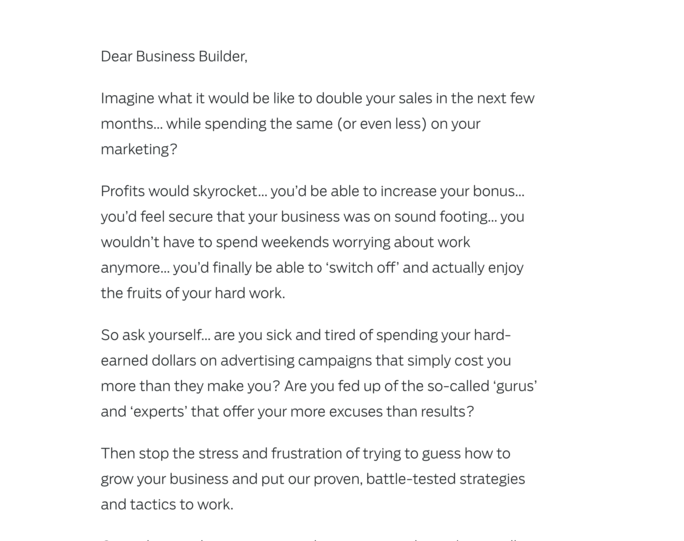 Dear Business Builder,
Imagine what it would be like to double your sales in the next few
months... while spending the same (or even less) on your
marketing?
Profits would skyrocket... you’d be able to increase your bonus...
you’d feel secure that your business was on sound footing... you
wouldn’t have to spend weekends worrying about work
anymore... you’d finally be able to ‘switch off’ and actually enjoy
the fruits of your hard work.
So ask yourself... are you sick and tired of spending your hard-
earned dollars on advertising campaigns that simply cost you
more than they make you? Are you fed up of the so-called ‘gurus’
and ‘experts’ that offer your more excuses than results?
Then stop the stress and frustration of trying to guess how to
grow your business and put our proven, battle-tested strategies
and tactics to work.